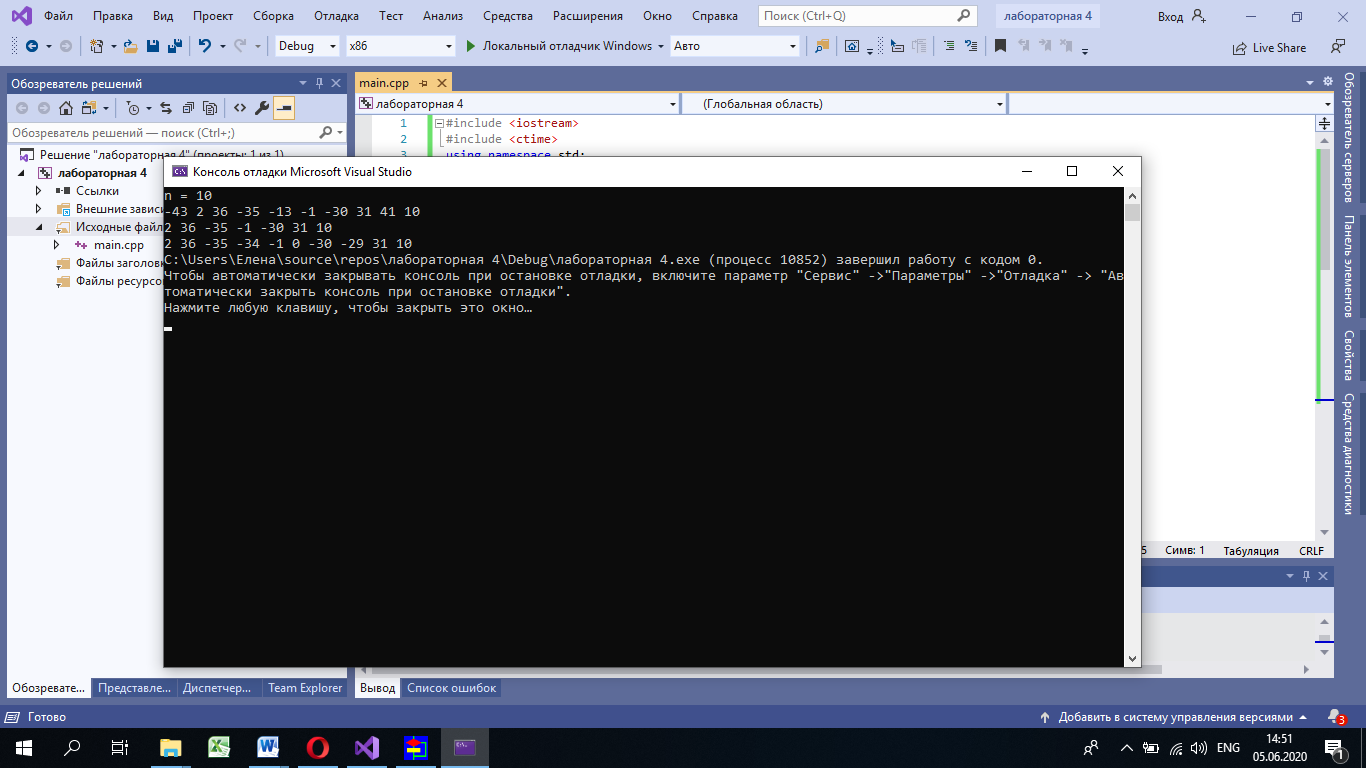 Файл Правка Вид Проект Сборка Отладка Тест Анализ Средства Расширения Окно Справка Поиск (Ctrl+Q) лабораторная 4 Вход
Debug x86 Локальный отладчик Windows Авто Live Share
Обозреватель решений
Обозреватель решений — поиск (Ctrl+;)
Решение "лабораторная 4" (проекты: 1 из 1)
лабораторная 4
Ссылки
Внешние завис
Исходные файл
main.cpp
Файлы заголовк
Файлы ресурсо
main.cpp
лабораторная 4 (Глобальная область)
1 #include <iostream>
2 #include <ctime>
3 using namespace std;
Консоль отладки Microsoft Visual Studio
n = 10
-43 2 36 -35 -13 -1 -30 31 41 10
2 36 -35 -1 -30 31 10
2 36 -35 -34 -1 0 -30 -29 31 10
C:\Users\Елена\source\repos\лабораторная 4\Debug\лабораторная 4.exe (процесс 10852) завершил работу с кодом 0.
Чтобы автоматически закрывать консоль при остановке отладки, включите параметр "Сервис" ->"Параметры" ->"Отладка" -> "Ав
томатически закрыть консоль при остановке отладки".
Нажмите любую клавишу, чтобы закрыть это окно…
5 Симв: 1 Табуляция CRLF
Обозреватель серверов
Панель элементов
Свойства
Средства диагностики
Обозревате... Представле... Диспетчер... Team Explorer
Вывод Список ошибок
Готово Добавить в систему управления версиями 3
ENG 14:51
05.06.2020 1